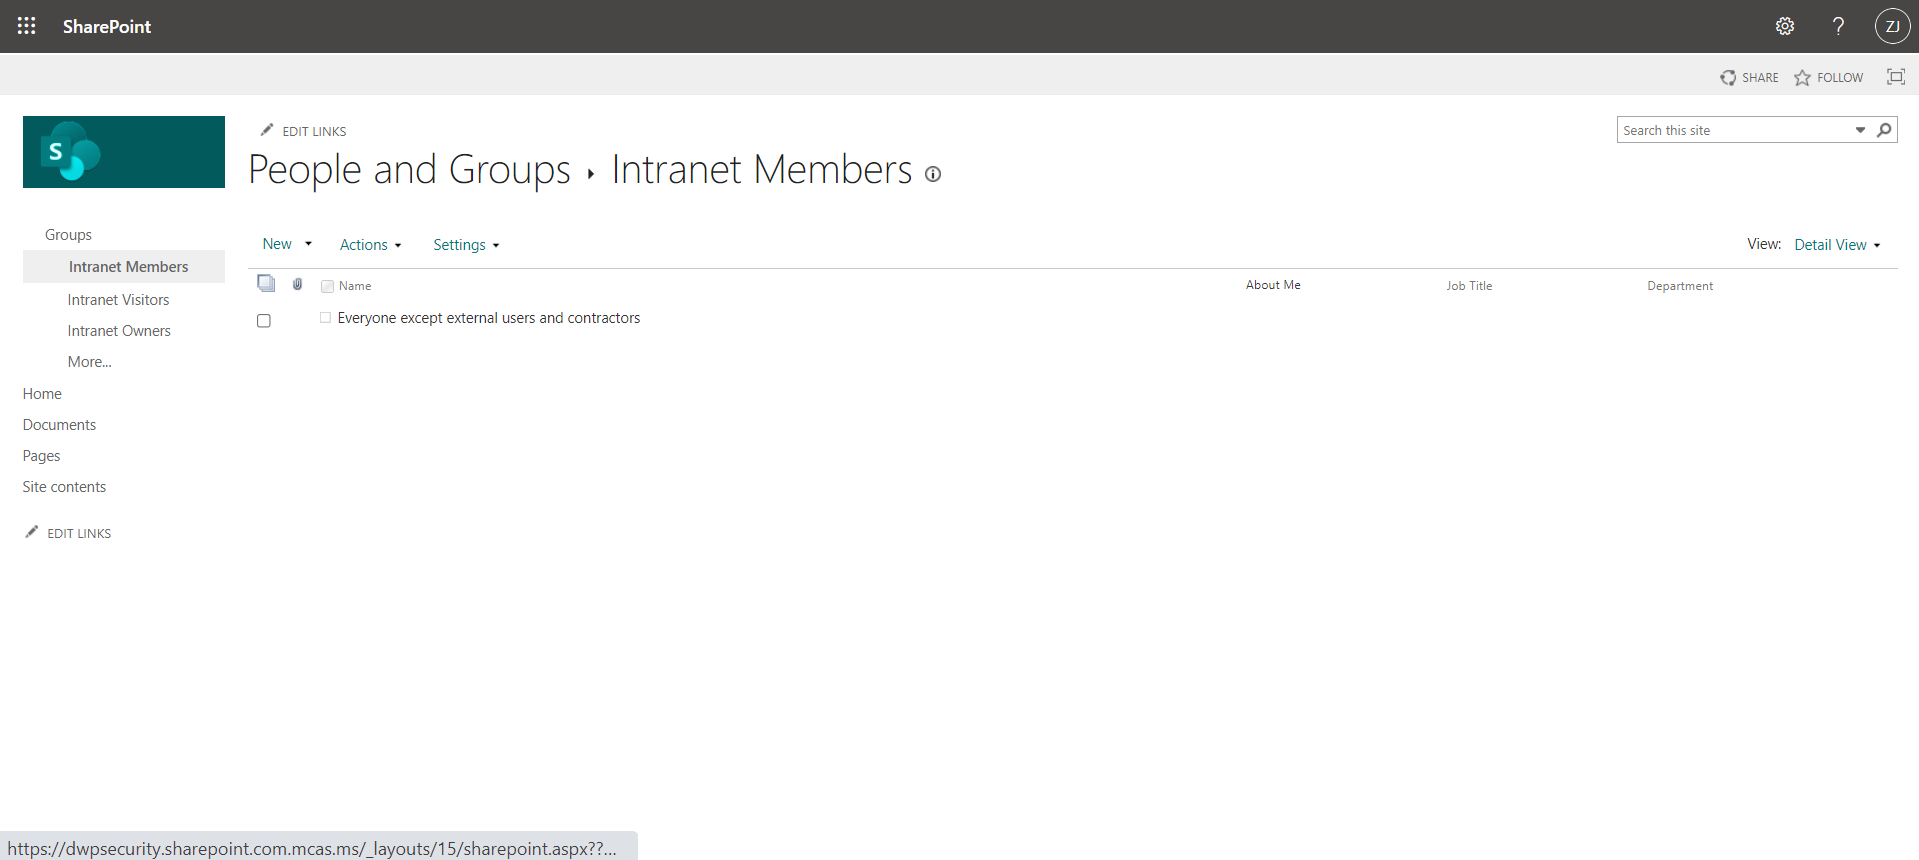 SharePoint
ZJ
SHARE FOLLOW
S
EDIT LINKS
Search this site
People and Groups Intranet Members
Groups
Intranet Members
Intranet Visitors
Intranet Owners
More...
Home
Documents
Pages
Site contents
EDIT LINKS
New Actions Settings View: Detail View
Name About Me Job Title Department
Everyone except external users and contractors
https://dwpsecurity.sharepoint.com.mcas.ms/_layouts/15/sharepoint.aspx??...